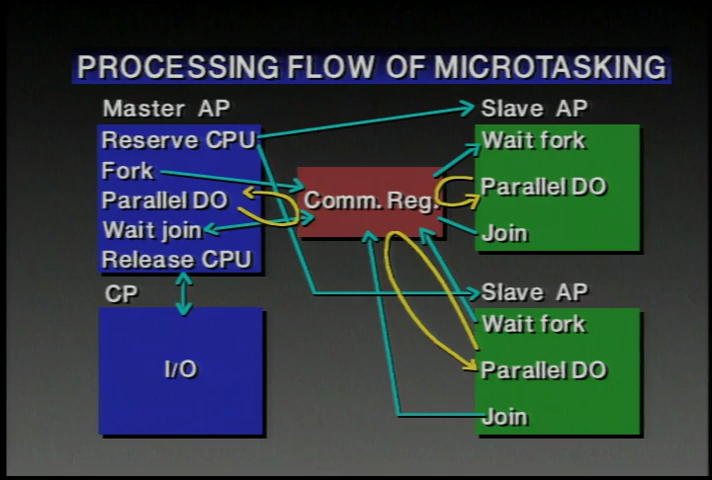 PROCESSING FLOW OF MICROTASKING
Master AP
Reserve CPU
Fork
Parallel DO
Wait join
Release CPU
CP
I/O
Comm. Reg.
Slave AP
Wait fork
Parallel DO
Join
Slave AP
Wait fork
Parallel DO
Join